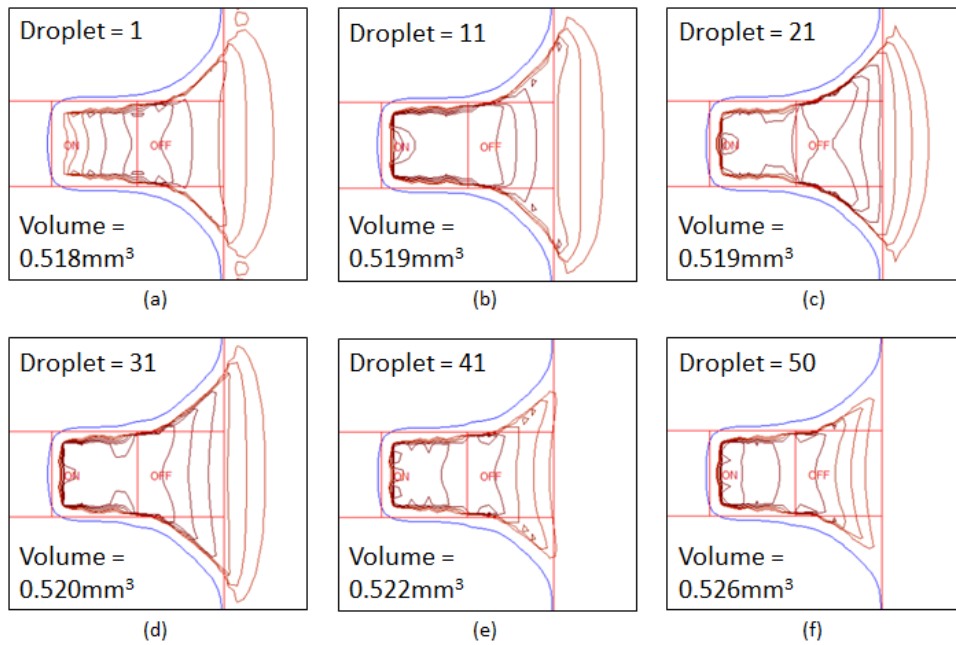 Droplet = 1
ON
OFF
Volume =
0.518mm³
(a)
Droplet = 11
ON
OFF
Volume =
0.519mm³
(b)
Droplet = 21
ON
OFF
Volume =
0.519mm³
(c)
Droplet = 31
ON
OFF
Volume =
0.520mm³
(d)
Droplet = 41
ON
OFF
Volume =
0.522mm³
(e)
Droplet = 50
ON
OFF
Volume =
0.526mm³
(f)